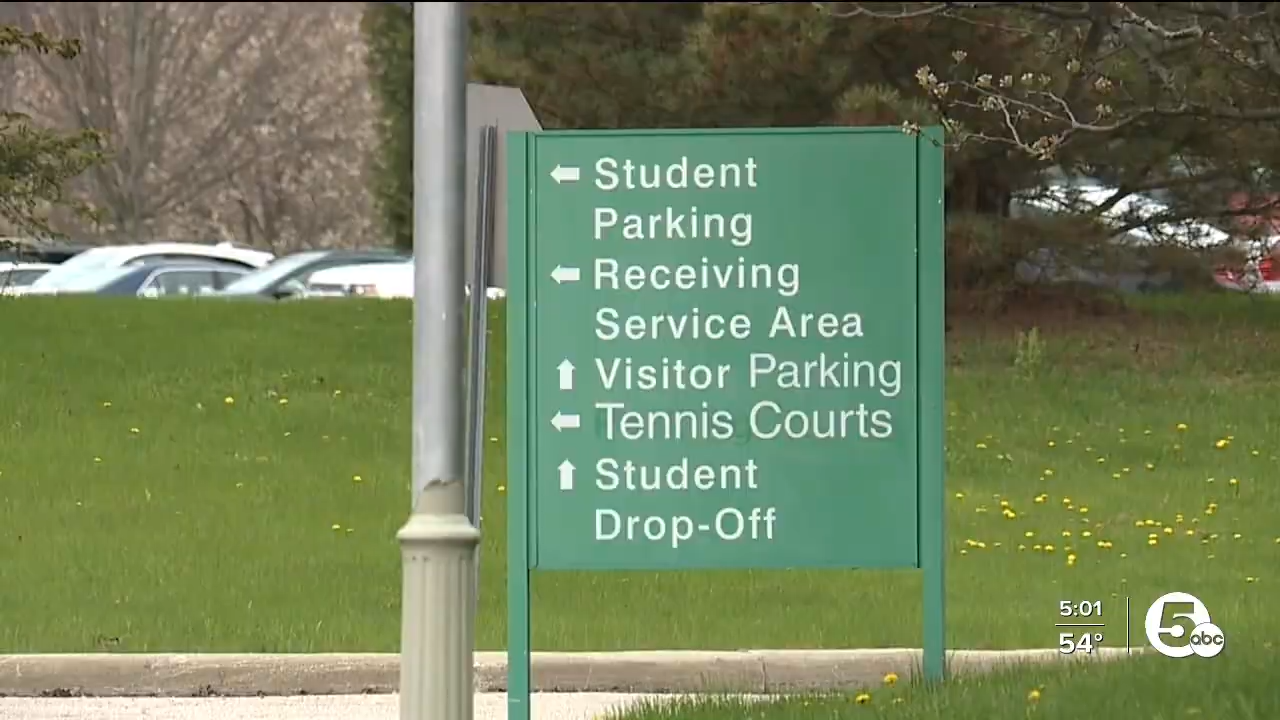 ← Student
Parking
← Receiving
Service Area
↑ Visitor Parking
← Tennis Courts
↑ Student
Drop-Off
5:01
54°
5 abc